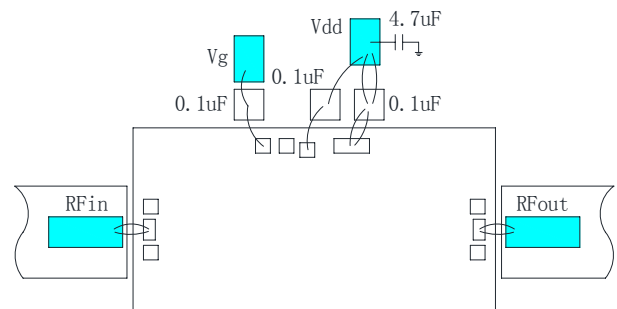 Vdd
4.7uF
Vg
0.1uF
0.1uF
0.1uF
RFin
RFout